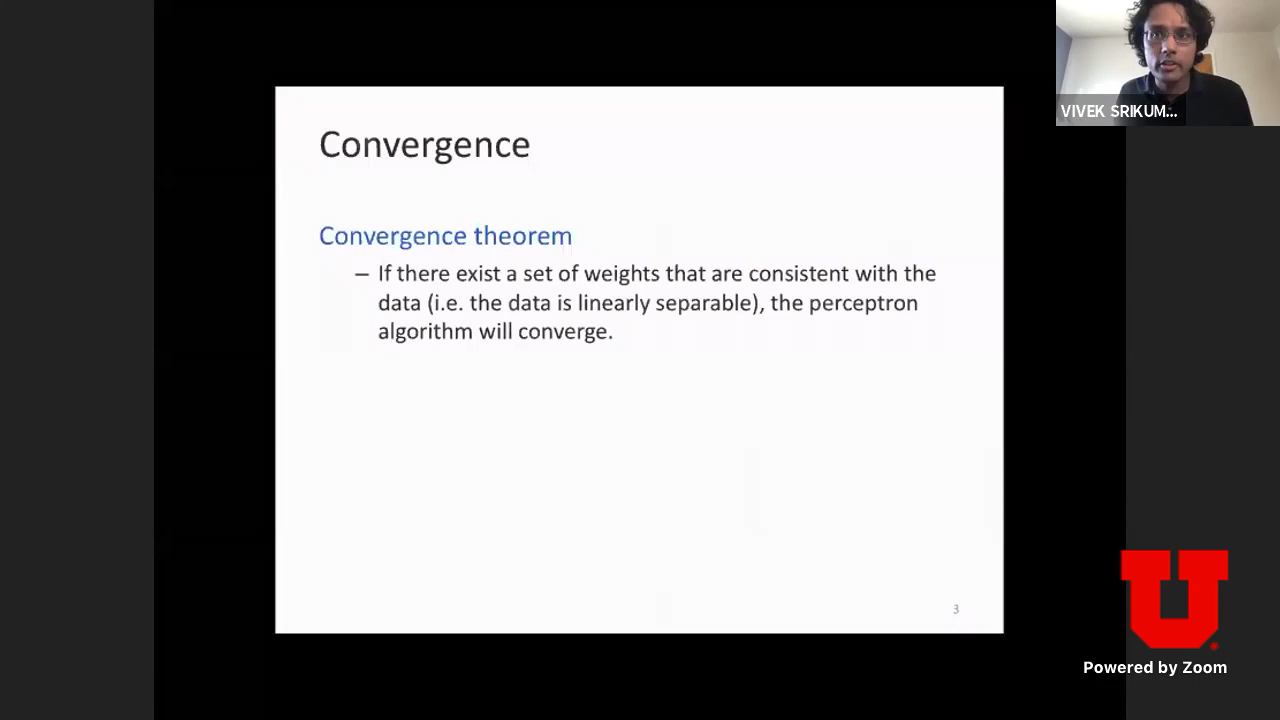 VIVEK SRIKUM...
Convergence
Convergence theorem
– If there exist a set of weights that are consistent with the
data (i.e. the data is linearly separable), the perceptron
algorithm will converge.
3
U
Powered by Zoom